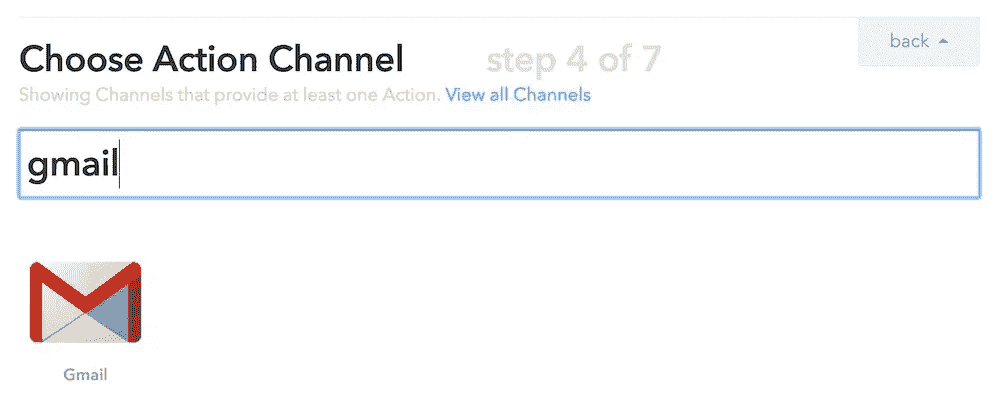 Choose Action Channel step 4 of 7 back
Showing Channels that provide at least one Action. View all Channels
gmail
Gmail